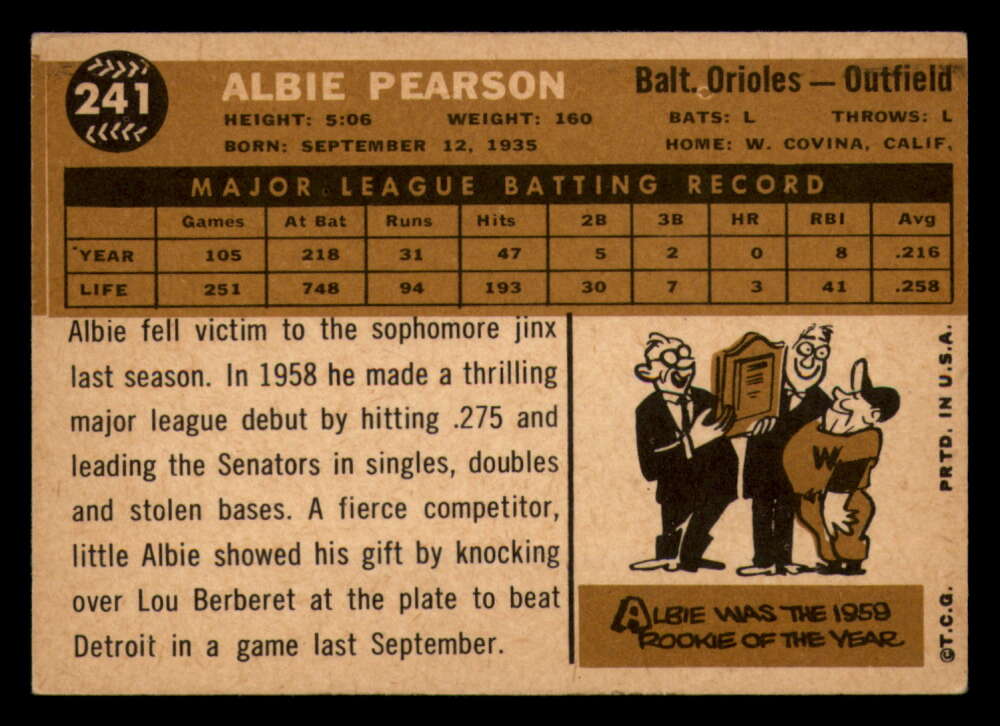 241
ALBIE PEARSON
Balt. Orioles — Outfield
HEIGHT: 5:06 WEIGHT: 160 BATS: L THROWS: L
BORN: SEPTEMBER 12, 1935 HOME: W. COVINA, CALIF.
MAJOR LEAGUE BATTING RECORD
Games At Bat Runs Hits 2B 3B HR RBI Avg
YEAR 105 218 31 47 5 2 0 8 .216
LIFE 251 748 94 193 30 7 3 41 .258
Albie fell victim to the sophomore jinx
last season. In 1958 he made a thrilling
major league debut by hitting .275 and
leading the Senators in singles, doubles
and stolen bases. A fierce competitor,
little Albie showed his gift by knocking
over Lou Berberet at the plate to beat
Detroit in a game last September.
W
ALBIE WAS THE 1959
ROOKIE OF THE YEAR
©T.C.G. PRTD. IN U.S.A.